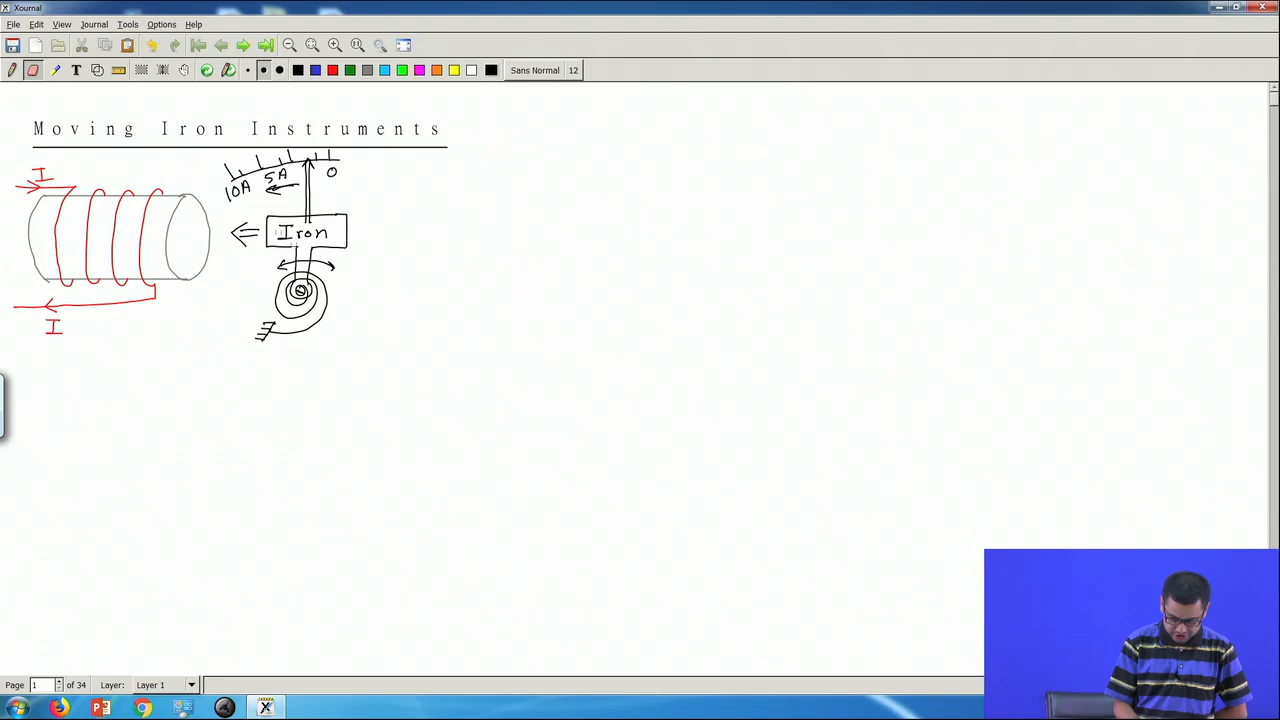 Xournal
File Edit View Journal Tools Options Help
Sans Normal 12
Moving Iron Instruments
I
10A 5A 0
Iron
I
Page 1 of 34 Layer: Layer 1